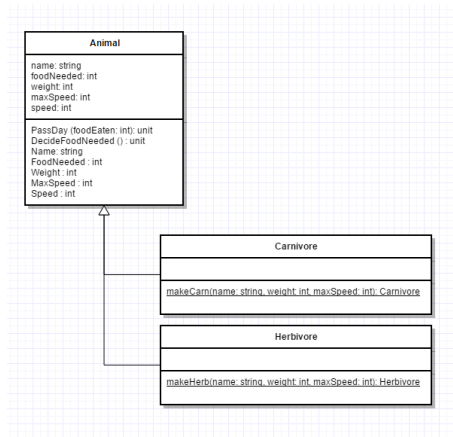 Animal
name: string
foodNeeded: int
weight: int
maxSpeed: int
speed: int
PassDay (foodEaten: int): unit
DecideFoodNeeded () : unit
Name: string
FoodNeeded : int
Weight : int
MaxSpeed : int
Speed : int
Carnivore
makeCarn(name: string, weight: int, maxSpeed: int): Carnivore
Herbivore
makeHerb(name: string, weight: int, maxSpeed: int): Herbivore